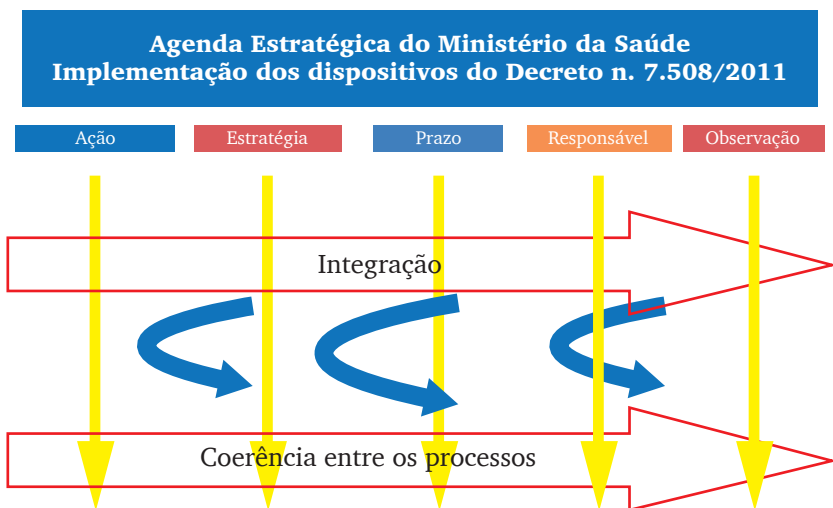 Agenda Estratégica do Ministério da Saúde
Implementação dos dispositivos do Decreto n. 7.508/2011
Ação
Estratégia
Prazo
Responsável
Observação
Integração
Coerência entre os processos